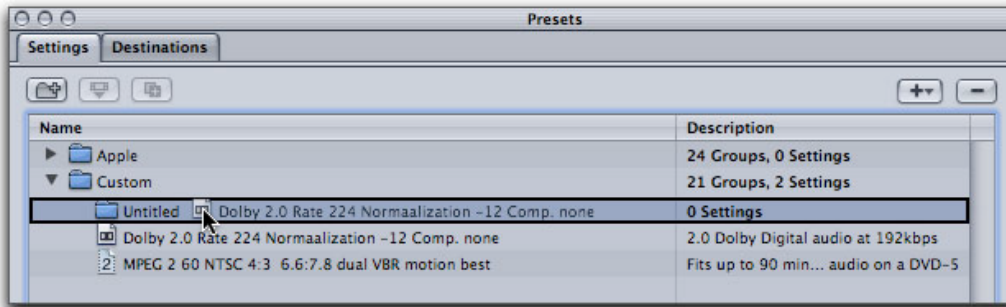 Presets
Settings Destinations
Name Description
Apple 24 Groups, 0 Settings
Custom 21 Groups, 2 Settings
Untitled Dolby 2.0 Rate 224 Normaalization -12 Comp. none 0 Settings
Dolby 2.0 Rate 224 Normaalization -12 Comp. none 2.0 Dolby Digital audio at 192kbps
2 MPEG 2 60 NTSC 4:3 6.6:7.8 dual VBR motion best Fits up to 90 min... audio on a DVD-5